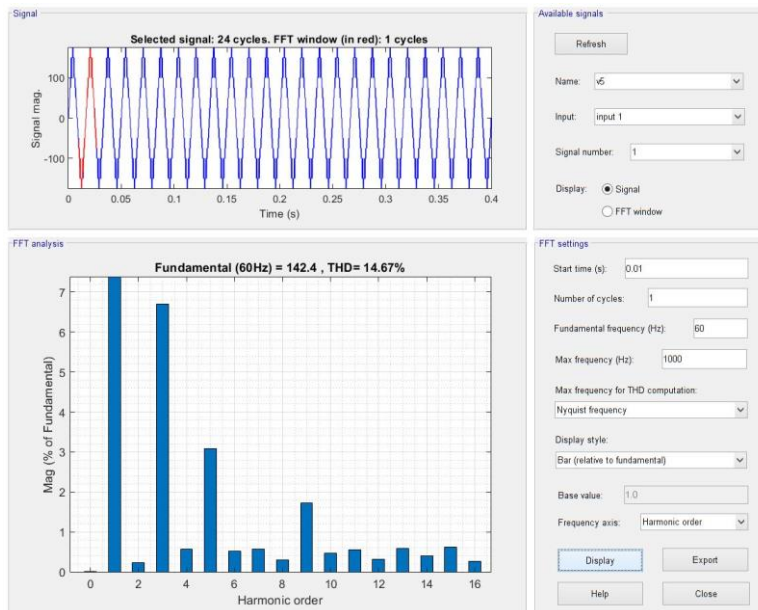 Signal
Selected signal: 24 cycles. FFT window (in red): 1 cycles
Signal mag.
100
0
-100
0 0.05 0.1 0.15 0.2 0.25 0.3 0.35 0.4
Time (s)
Available signals
Refresh
Name: v5
Input: input 1
Signal number: 1
Display: Signal
FFT window
FFT analysis
Fundamental (60Hz) = 142.4 , THD= 14.67%
Mag (% of Fundamental)
7
6
5
4
3
2
1
0
0 2 4 6 8 10 12 14 16
Harmonic order
FFT settings
Start time (s): 0.01
Number of cycles: 1
Fundamental frequency (Hz): 60
Max frequency (Hz): 1000
Max frequency for THD computation:
Nyquist frequency
Display style:
Bar (relative to fundamental)
Base value: 1.0
Frequency axis: Harmonic order
Display Export
Help Close